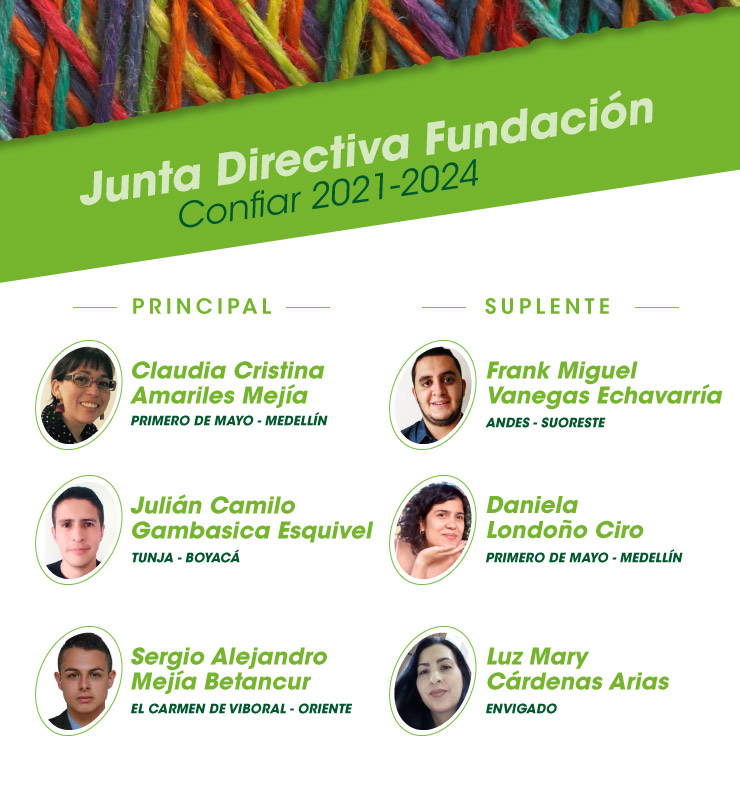 Junta Directiva Fundación
Confiar 2021-2024
PRINCIPAL
Claudia Cristina
Amariles Mejía
PRIMERO DE MAYO - MEDELLÍN
Julián Camilo
Gambasica Esquivel
TUNJA - BOYACÁ
Sergio Alejandro
Mejía Betancur
EL CARMEN DE VIBORAL - ORIENTE
SUPLENTE
Frank Miguel
Vanegas Echavarría
ANDES - SUORESTE
Daniela
Londoño Ciro
PRIMERO DE MAYO - MEDELLÍN
Luz Mary
Cárdenas Arias
ENVIGADO